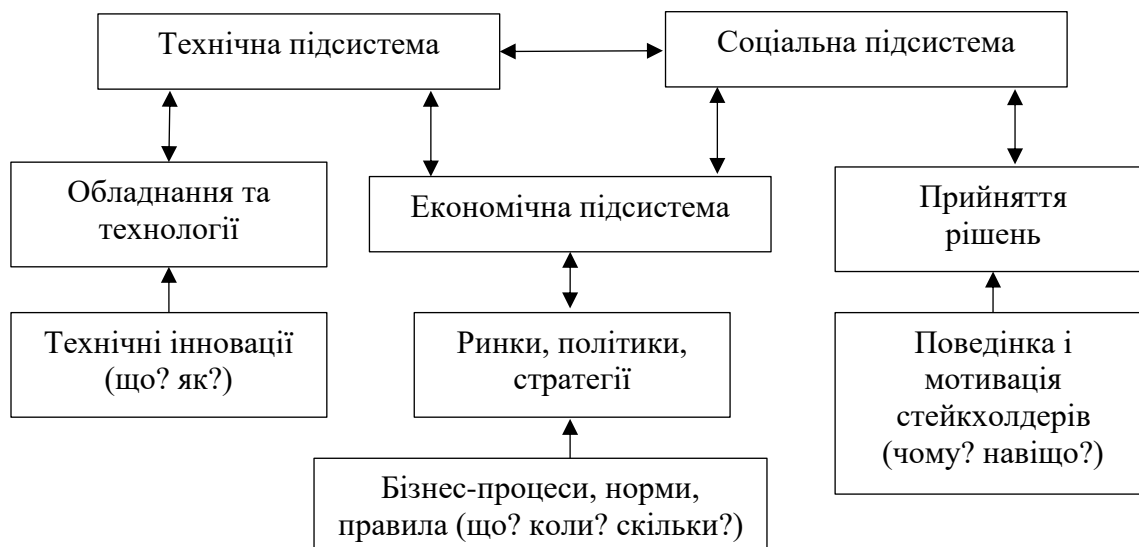 Технічна підсистема
Соціальна підсистема
Обладнання та
технології
Економічна підсистема
Прийняття
рішень
Технічні інновації
(що? як?)
Ринки, політики,
стратегії
Поведінка і
мотивація
стейкхолдерів
(чому? навіщо?)
Бізнес-процеси, норми,
правила (що? коли? скільки?)